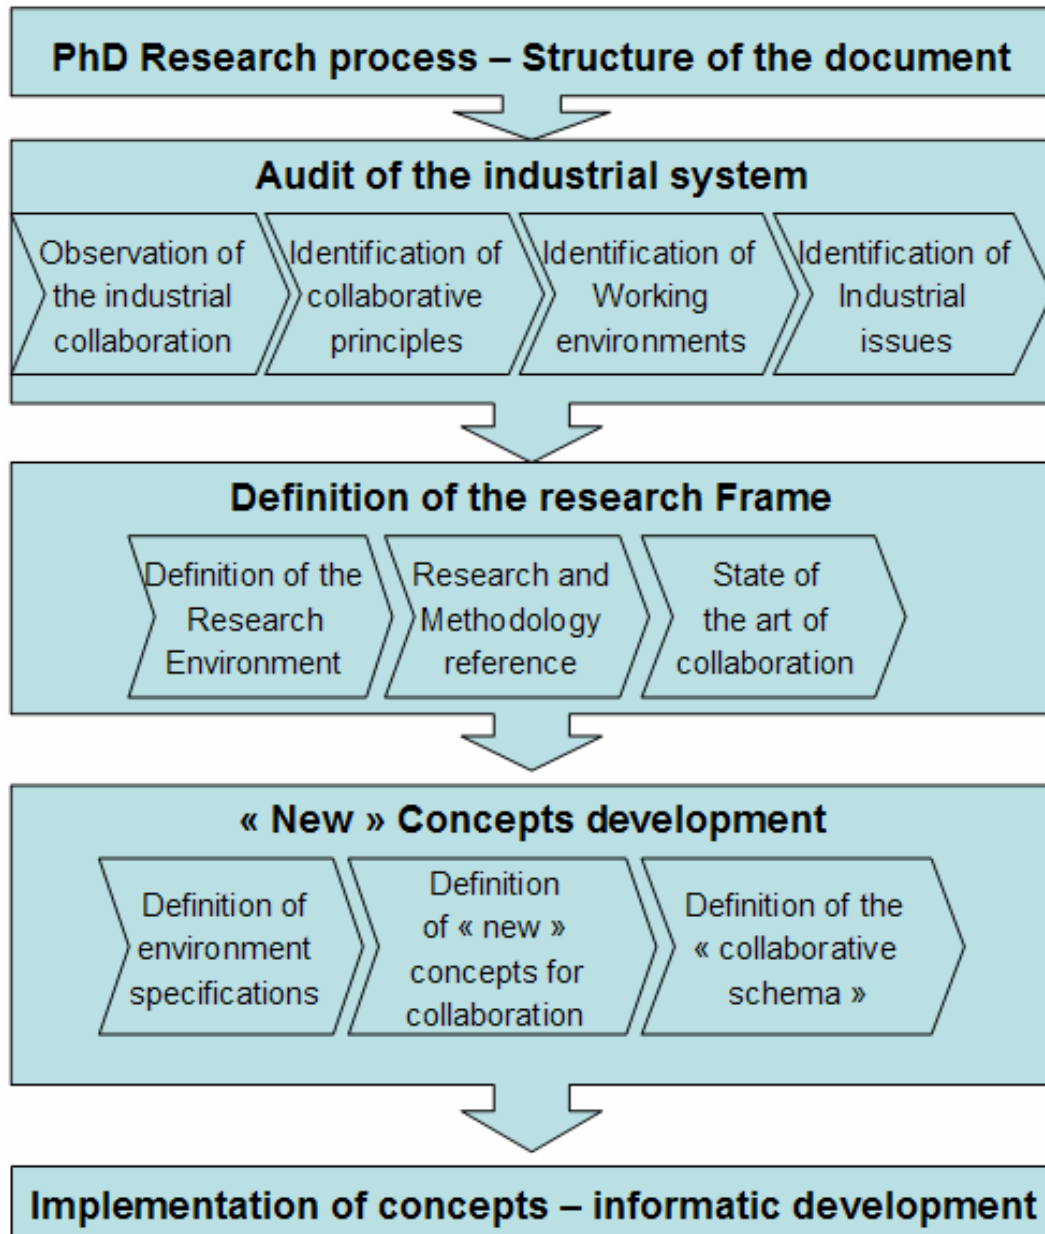 PhD Research process – Structure of the document
Audit of the industrial system
Observation of
the industrial
collaboration
Identification of
collaborative
principles
Identification of
Working
environments
Identification of
Industrial
issues
Definition of the research Frame
Definition of the
Research
Environment
Research and
Methodology
reference
State of
the art of
collaboration
« New » Concepts development
Definition of
environment
specifications
Definition
of « new »
concepts for
collaboration
Definition of the
« collaborative
schema »
Implementation of concepts – informatic development